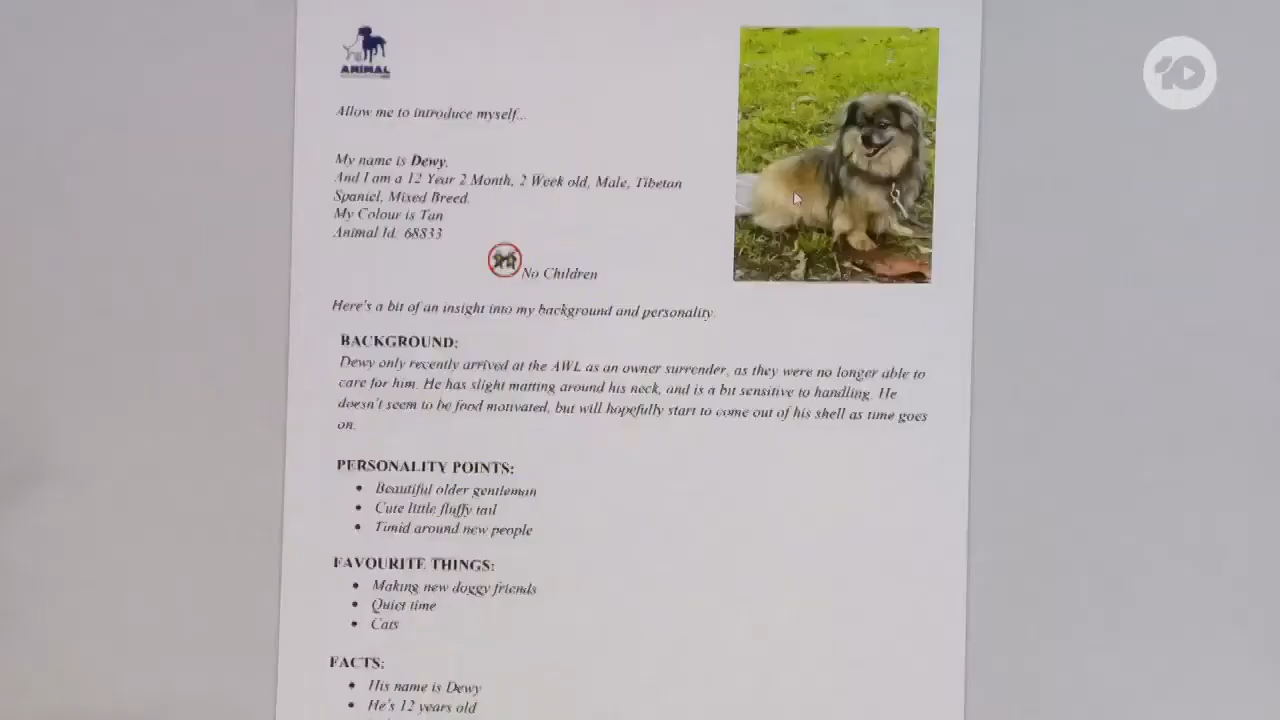 ANIMAL
10
Allow me to introduce myself...
My name is Dewy.
And I am a 12 Year 2 Month, 2 Week old, Male, Tibetan
Spaniel, Mixed Breed.
My Colour is Tan
Animal Id. 68833
No Children
Here's a bit of an insight into my background and personality.
BACKGROUND:
Dewy only recently arrived at the AWL as an owner surrender, as they were no longer able to
care for him. He has slight matting around his neck, and is a bit sensitive to handling. He
doesn't seem to be food motivated, but will hopefully start to come out of his shell as time goes
on.
PERSONALITY POINTS:
• Beautiful older gentleman
• Cute little fluffy tail
• Timid around new people
FAVOURITE THINGS:
• Making new doggy friends
• Quiet time
• Cats
FACTS:
• His name is Dewy
• He's 12 years old